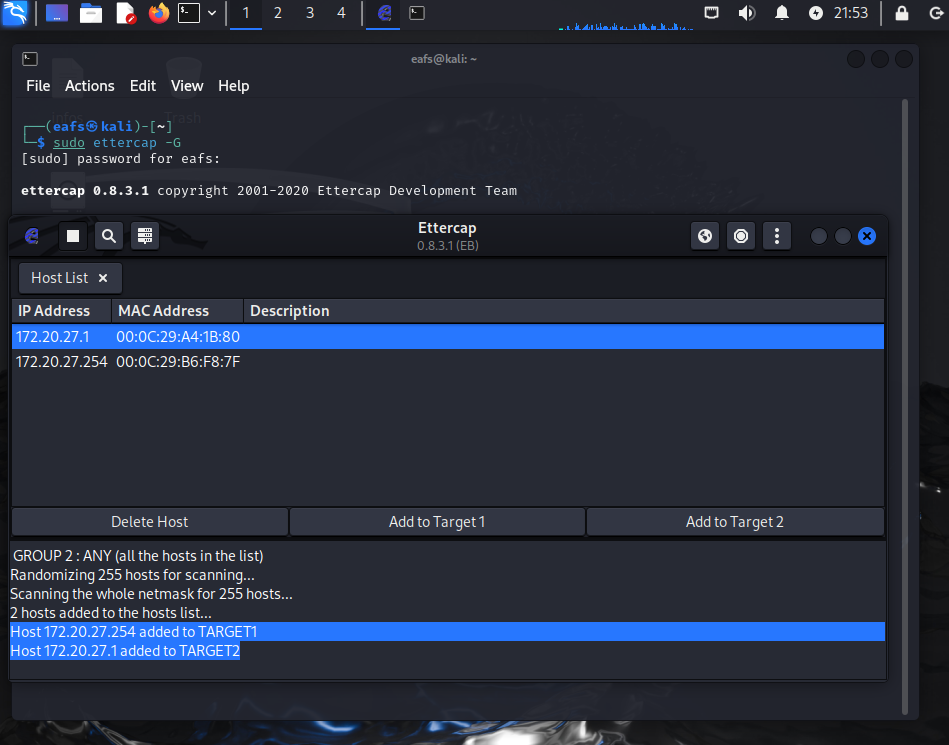 1 2 3 4 21:53
eafs@kali: ~
File Actions Edit View Help
Trash
┌──(eafs㉿kali)-[~]
└─$ sudo ettercap -G
[sudo] password for eafs:
ettercap 0.8.3.1 copyright 2001-2020 Ettercap Development Team
Ettercap
0.8.3.1 (EB)
Host List ×
IP Address MAC Address Description
172.20.27.1 00:0C:29:A4:1B:80
172.20.27.254 00:0C:29:B6:F8:7F
Delete Host Add to Target 1 Add to Target 2
GROUP 2 : ANY (all the hosts in the list)
Randomizing 255 hosts for scanning...
Scanning the whole netmask for 255 hosts...
2 hosts added to the hosts list...
Host 172.20.27.254 added to TARGET1
Host 172.20.27.1 added to TARGET2